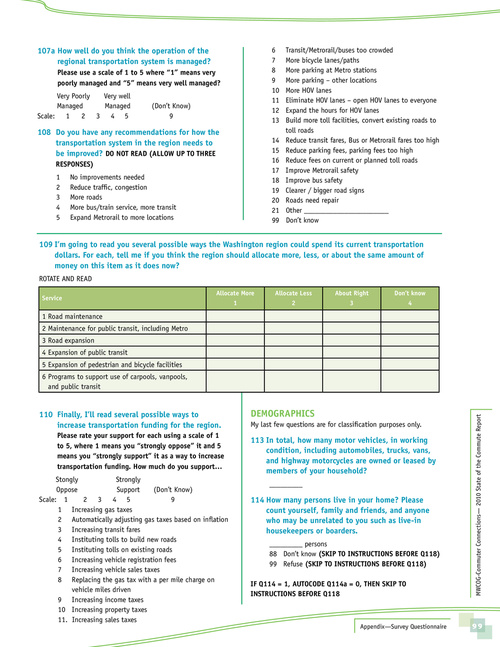 107a How well do you think the operation of the
regional transportation system is managed?
Please use a scale of 1 to 5 where "1" means very
poorly managed and "5" means very well managed?
Very Poorly Very well
Managed Managed (Don't Know)
Scale: 1 2 3 4 5 9
108 Do you have any recommendations for how the
transportation system in the region needs to
be improved? DO NOT READ (ALLOW UP TO THREE
RESPONSES)
1 No improvements needed
2 Reduce traffic, congestion
3 More roads
4 More bus/train service, more transit
5 Expand Metrorail to more locations
6 Transit/Metrorail/buses too crowded
7 More bicycle lanes/paths
8 More parking at Metro stations
9 More parking – other locations
10 More HOV lanes
11 Eliminate HOV lanes – open HOV lanes to everyone
12 Expand the hours for HOV lanes
13 Build more toll facilities, convert existing roads to
toll roads
14 Reduce transit fares, Bus or Metrorail fares too high
15 Reduce parking fees, parking fees too high
16 Reduce fees on current or planned toll roads
17 Improve Metrorail safety
18 Improve bus safety
19 Clearer / bigger road signs
20 Roads need repair
21 Other ____________________
99 Don't know
109 I'm going to read you several possible ways the Washington region could spend its current transportation
dollars. For each, tell me if you think the region should allocate more, less, or about the same amount of
money on this item as it does now?
ROTATE AND READ
Service Allocate More Allocate Less About Right Don't know
1 2 3 4
1 Road maintenance
2 Maintenance for public transit, including Metro
3 Road expansion
4 Expansion of public transit
5 Expansion of pedestrian and bicycle facilities
6 Programs to support use of carpools, vanpools,
and public transit
110 Finally, I'll read several possible ways to
increase transportation funding for the region.
Please rate your support for each using a scale of 1
to 5, where 1 means you "strongly oppose" it and 5
means you "strongly support" it as a way to increase
transportation funding. How much do you support...
Stongly Strongly
Oppose Support (Don't Know)
Scale: 1 2 3 4 5 9
1 Increasing gas taxes
2 Automatically adjusting gas taxes based on inflation
3 Increasing transit fares
4 Instituting tolls to build new roads
5 Instituting tolls on existing roads
6 Increasing vehicle registration fees
7 Increasing vehicle sales taxes
8 Replacing the gas tax with a per mile charge on
vehicle miles driven
9 Increasing income taxes
10 Increasing property taxes
11. Increasing sales taxes
DEMOGRAPHICS
My last few questions are for classification purposes only.
113 In total, how many motor vehicles, in working
condition, including automobiles, trucks, vans,
and highway motorcycles are owned or leased by
members of your household?
________
114 How many persons live in your home? Please
count yourself, family and friends, and anyone
who may be unrelated to you such as live-in
housekeepers or boarders.
________ persons
88 Don't know (SKIP TO INSTRUCTIONS BEFORE Q118)
99 Refuse (SKIP TO INSTRUCTIONS BEFORE Q118)
IF Q114 = 1, AUTOCODE Q114a = 0, THEN SKIP TO
INSTRUCTIONS BEFORE Q118
MWCOG-Commuter Connections— 2010 State of the Commute Report
Appendix—Survey Questionnaire
99